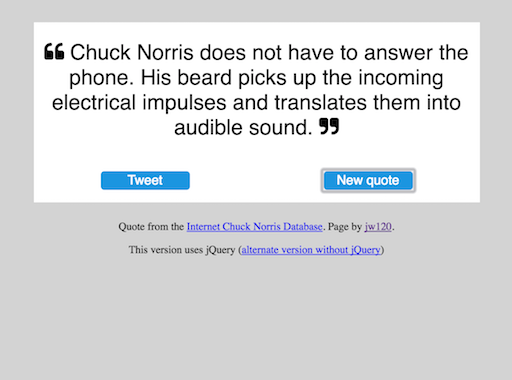 ❝ Chuck Norris does not have to answer the
phone. His beard picks up the incoming
electrical impulses and translates them into
audible sound. ❞
Tweet
New quote
Quote from the Internet Chuck Norris Database. Page by jw120.
This version uses jQuery (alternate version without jQuery)